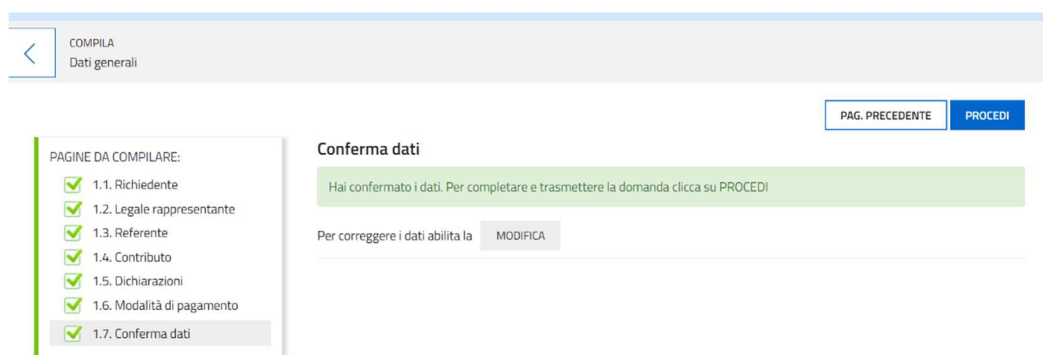 COMPILA
Dati generali
PAG. PRECEDENTE PROCEDI
PAGINE DA COMPILARE:
1.1. Richiedente
1.2. Legale rappresentante
1.3. Referente
1.4. Contributo
1.5. Dichiarazioni
1.6. Modalità di pagamento
1.7. Conferma dati
Conferma dati
Hai confermato i dati. Per completare e trasmettere la domanda clicca su PROCEDI
Per correggere i dati abilita la MODIFICA